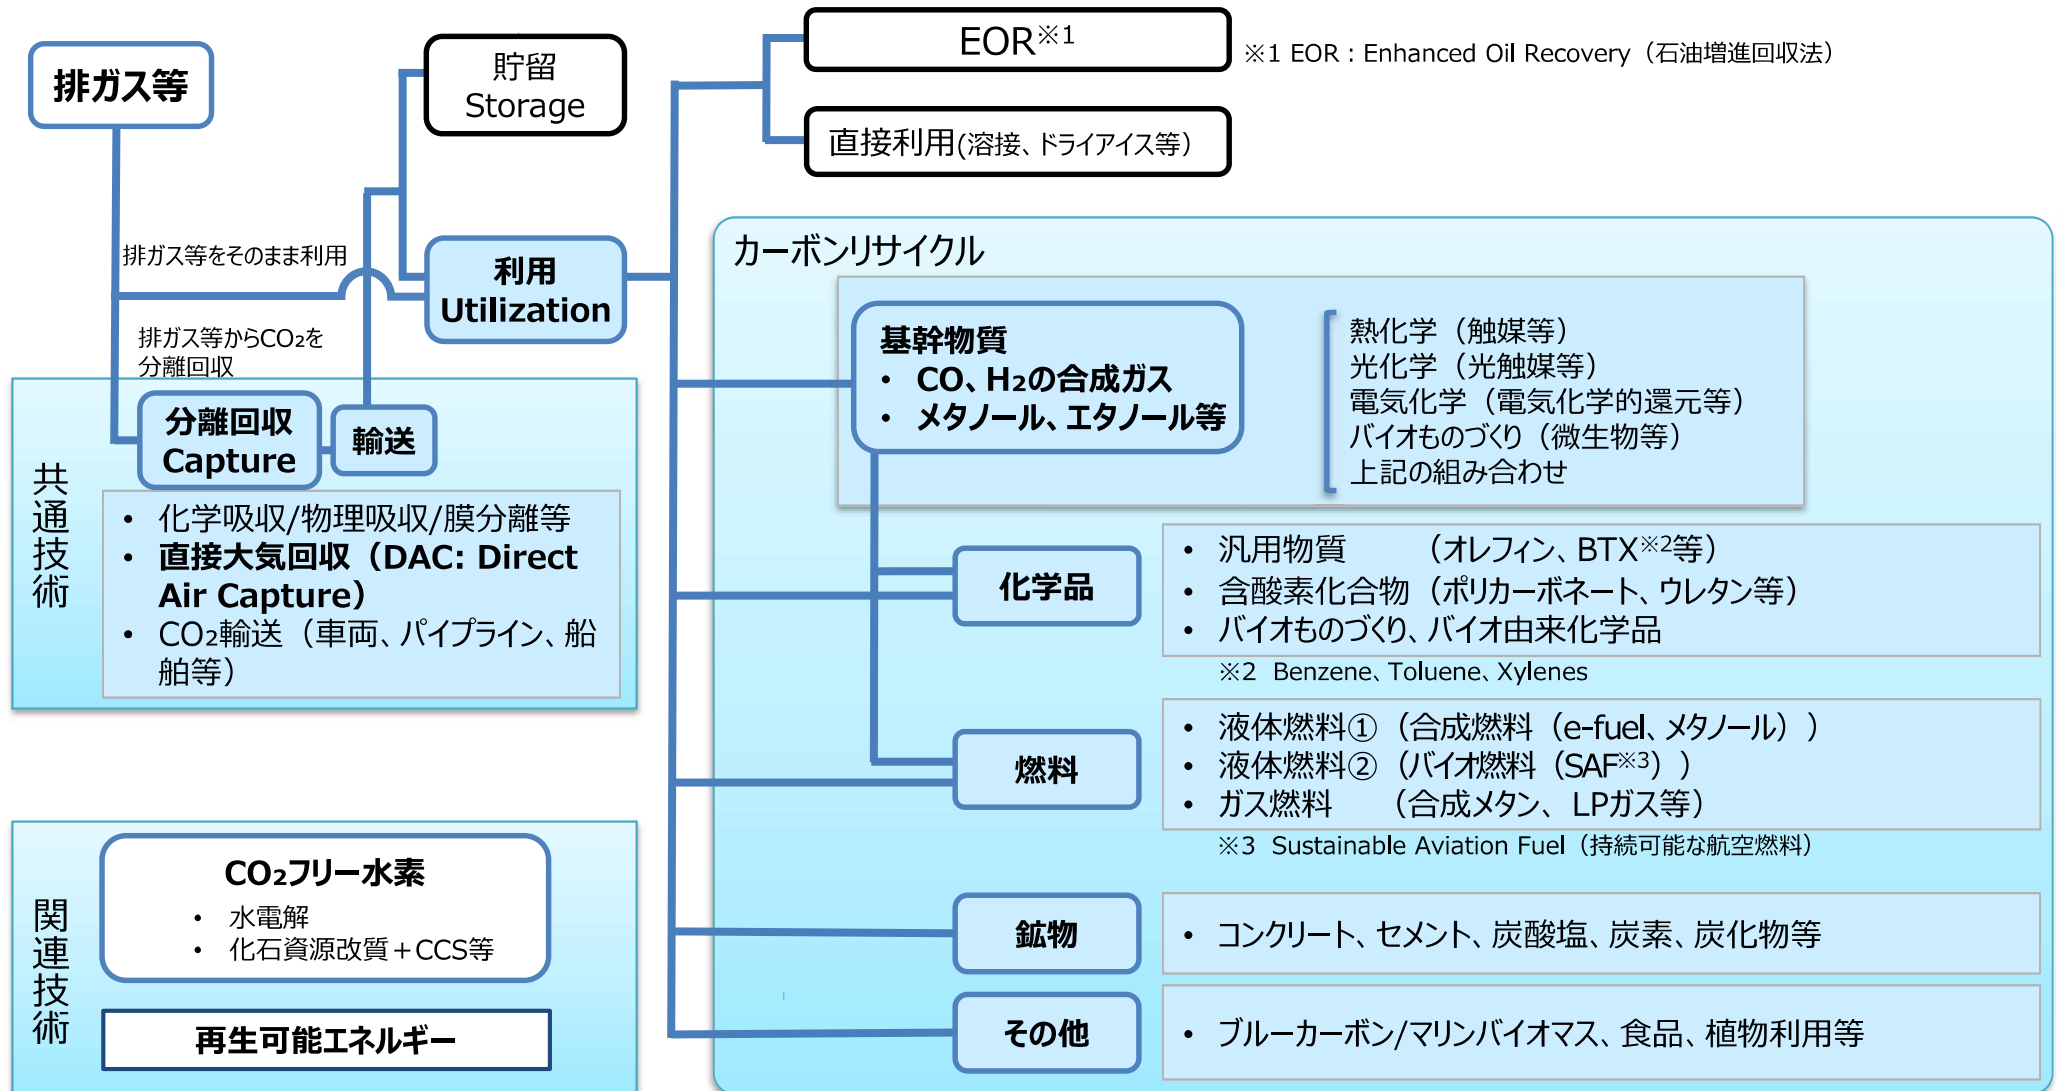 排ガス等
貯留
Storage
EOR※1
※1 EOR：Enhanced Oil Recovery（石油増進回収法）
直接利用(溶接、ドライアイス等）
排ガス等をそのまま利用
利用
Utilization
排ガス等からCO₂を
分離回収
共通技術
分離回収
Capture
輸送
• 化学吸収/物理吸収/膜分離等
• 直接大気回収（DAC: Direct
Air Capture）
• CO₂輸送（車両、パイプライン、船
舶等）
関連技術
CO₂フリー水素
• 水電解
• 化石資源改質＋CCS等
再生可能エネルギー
カーボンリサイクル
基幹物質
• CO、H₂の合成ガス
• メタノール、エタノール等
熱化学（触媒等）
光化学（光触媒等）
電気化学（電気化学的還元等）
バイオものづくり（微生物等）
上記の組み合わせ
化学品
• 汎用物質　　（オレフィン、BTX※2等）
• 含酸素化合物（ポリカーボネート、ウレタン等）
• バイオものづくり、バイオ由来化学品
※2 Benzene、Toluene、Xylenes
燃料
• 液体燃料①（合成燃料（e-fuel、メタノール））
• 液体燃料②（バイオ燃料（SAF※3））
• ガス燃料　　（合成メタン、LPガス等）
※3 Sustainable Aviation Fuel（持続可能な航空燃料）
鉱物
• コンクリート、セメント、炭酸塩、炭素、炭化物等
その他
• ブルーカーボン/マリンバイオマス、食品、植物利用等